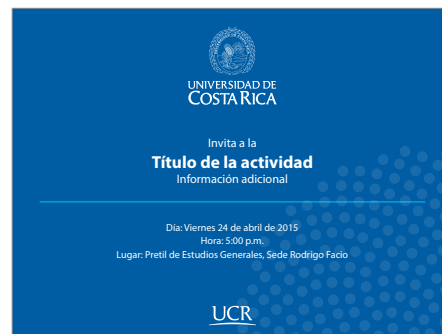 UNIVERSIDAD DE
COSTA RICA
Invita a la
Título de la actividad
Información adicional
Día: Viernes 24 de abril de 2015
Hora: 5:00 p.m.
Lugar: Pretil de Estudios Generales, Sede Rodrigo Facio
UCR